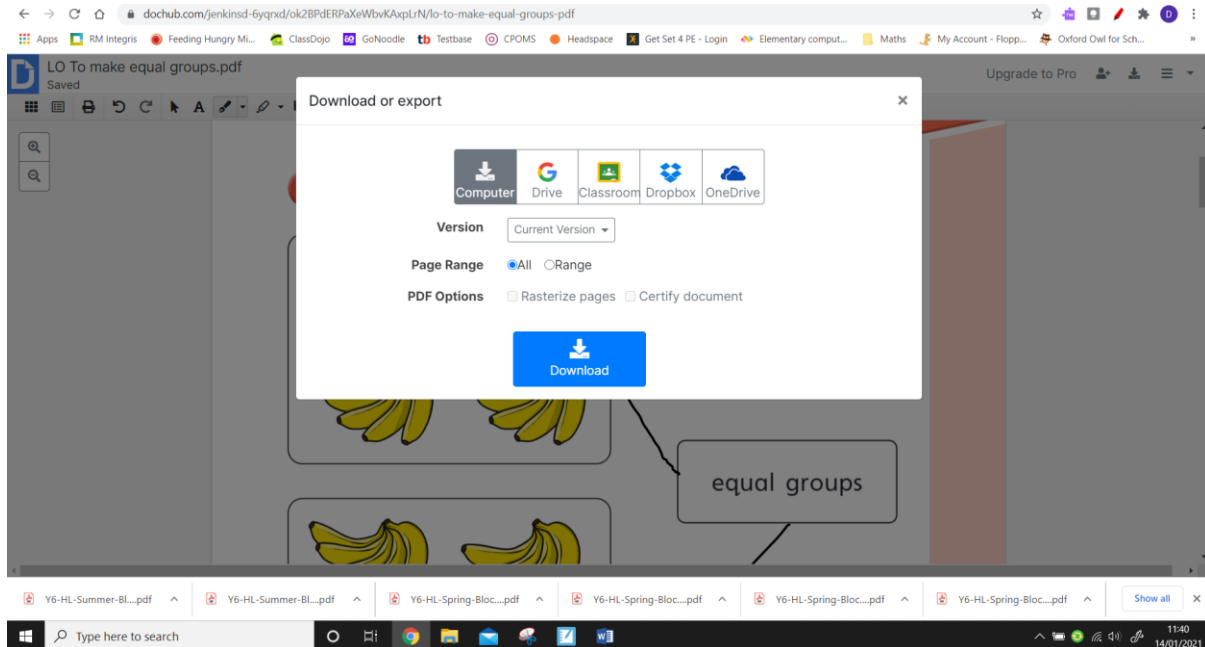 dochub.com/jenkinsd-6yqrxd/ok2BPdERPaXeWbvKAxpLrN/lo-to-make-equal-groups-pdf
Apps RM Integris Feeding Hungry Mi... ClassDojo GoNoodle tb Testbase CPOMS Headspace Get Set 4 PE - Login Elementary comput... Maths My Account - Flopp... Oxford Owl for Sch... »
LO To make equal groups.pdf
Saved
Upgrade to Pro
Download or export
Computer Drive Classroom Dropbox OneDrive
Version Current Version
Page Range All Range
PDF Options Rasterize pages Certify document
Download
equal groups
Y6-HL-Summer-Bl....pdf Y6-HL-Summer-Bl....pdf Y6-HL-Spring-Bloc....pdf Y6-HL-Spring-Bloc....pdf Y6-HL-Spring-Bloc....pdf Y6-HL-Spring-Bloc....pdf Show all
Type here to search
11:40
14/01/2021